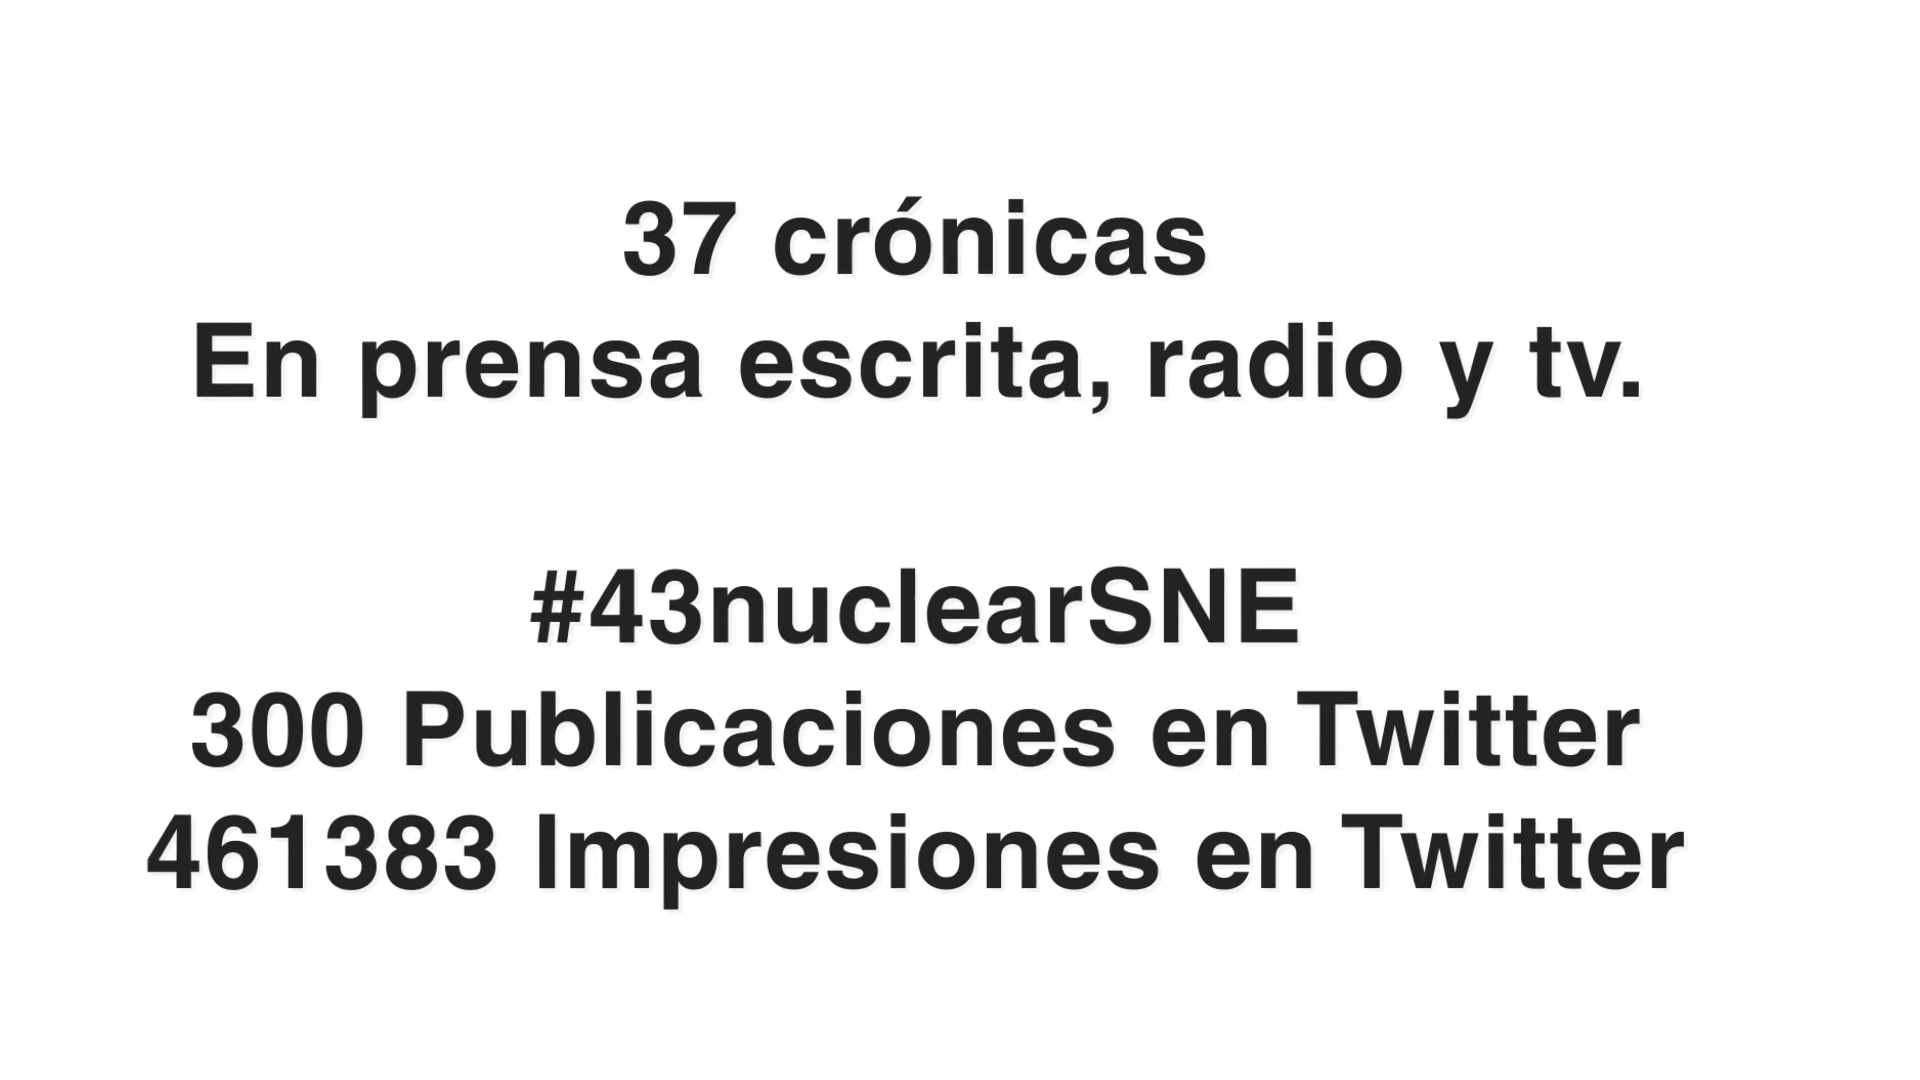 37 crónicas
En prensa escrita, radio y tv.
#43nuclearSNE
300 Publicaciones en Twitter
461383 Impresiones en Twitter